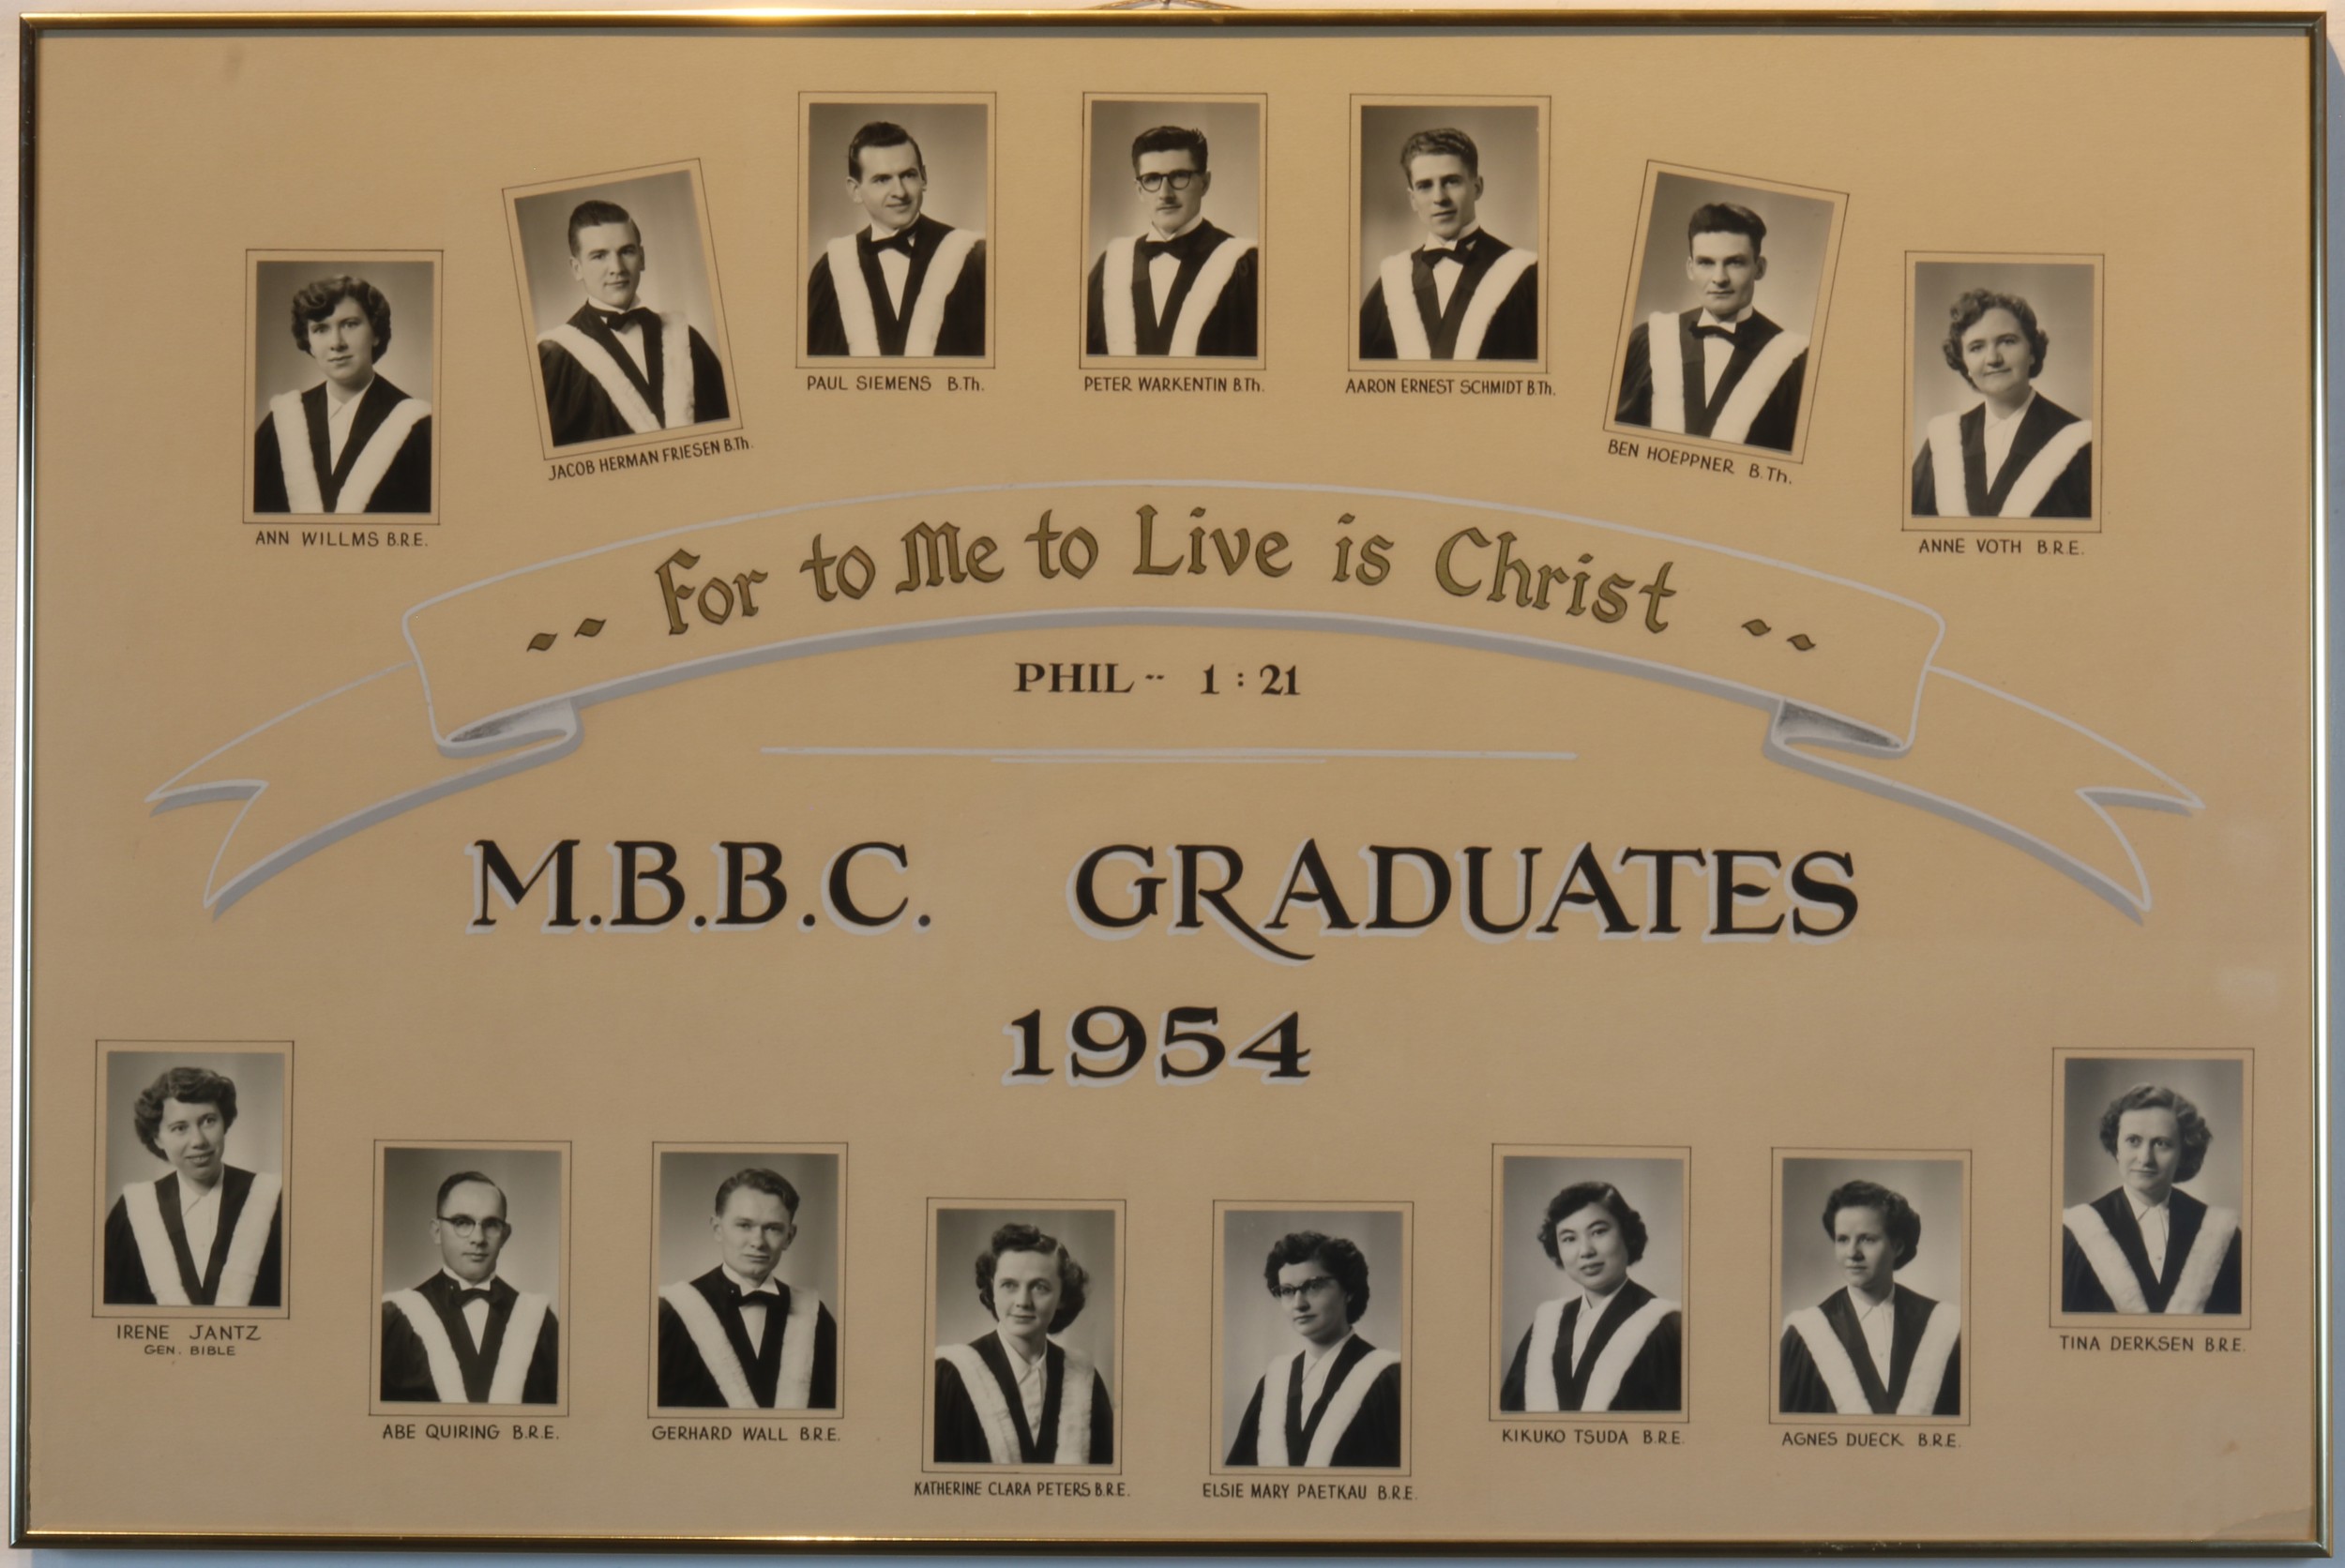 PAUL SIEMENS B.Th.
PETER WARKENTIN B.Th.
AARON ERNEST SCHMIDT B.Th.
JACOB HERMAN FRIESEN B.Th.
BEN HOEPPNER B.Th.
ANN WILLMS B.R.E.
ANNE VOTH B.R.E.
-- For to Me to Live is Christ --
PHIL -- 1 : 21
M.B.B.C. GRADUATES
1954
IRENE JANTZ
GEN. BIBLE
TINA DERKSEN B.R.E.
ABE QUIRING B.R.E.
GERHARD WALL B.R.E.
KIKUKO TSUDA B.R.E.
AGNES DUECK B.R.E.
KATHERINE CLARA PETERS B.R.E.
ELSIE MARY PAETKAU B.R.E.